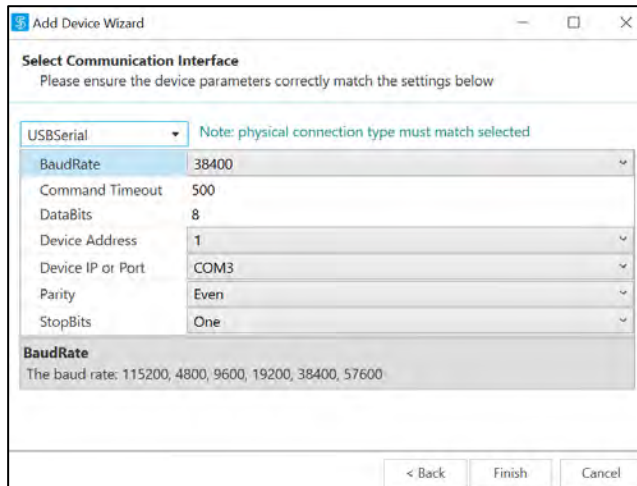 Add Device Wizard
Select Communication Interface
Please ensure the device parameters correctly match the settings below
USBSerial Note: physical connection type must match selected
BaudRate 38400
Command Timeout 500
DataBits 8
Device Address 1
Device IP or Port COM3
Parity Even
StopBits One
BaudRate
The baud rate: 115200, 4800, 9600, 19200, 38400, 57600
< Back Finish Cancel